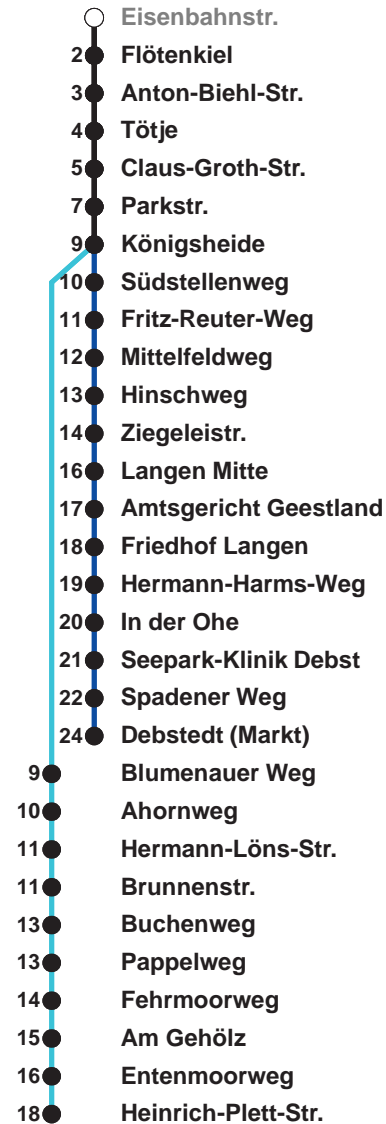 Eisenbahnstr.
2 Flötenkiel
3 Anton-Biehl-Str.
4 Tötje
5 Claus-Groth-Str.
7 Parkstr.
9 Königsheide
10 Südstellenweg
11 Fritz-Reuter-Weg
12 Mittelfeldweg
13 Hinschweg
14 Ziegeleistr.
16 Langen Mitte
17 Amtsgericht Geestland
18 Friedhof Langen
19 Hermann-Harms-Weg
20 In der Ohe
21 Seepark-Klinik Debst
22 Spadener Weg
24 Debstedt (Markt)
9 Blumenauer Weg
10 Ahornweg
11 Hermann-Löns-Str.
11 Brunnenstr.
13 Buchenweg
13 Pappelweg
14 Fehrmoorweg
15 Am Gehölz
16 Entenmoorweg
18 Heinrich-Plett-Str.